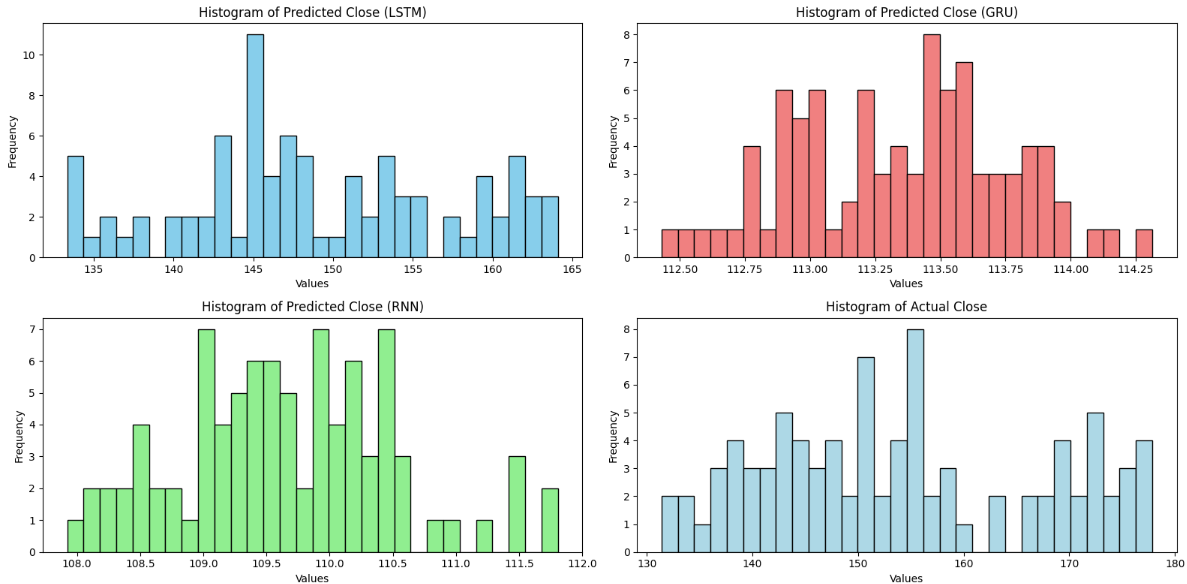 Histogram of Predicted Close (LSTM)
Frequency
10
8
6
4
2
0
135 140 145 150 155 160 165
Values
Histogram of Predicted Close (GRU)
Frequency
8
7
6
5
4
3
2
1
0
112.50 112.75 113.00 113.25 113.50 113.75 114.00 114.25
Values
Histogram of Predicted Close (RNN)
Frequency
7
6
5
4
3
2
1
0
108.0 108.5 109.0 109.5 110.0 110.5 111.0 111.5 112.0
Values
Histogram of Actual Close
Frequency
8
7
6
5
4
3
2
1
0
130 140 150 160 170 180
Values